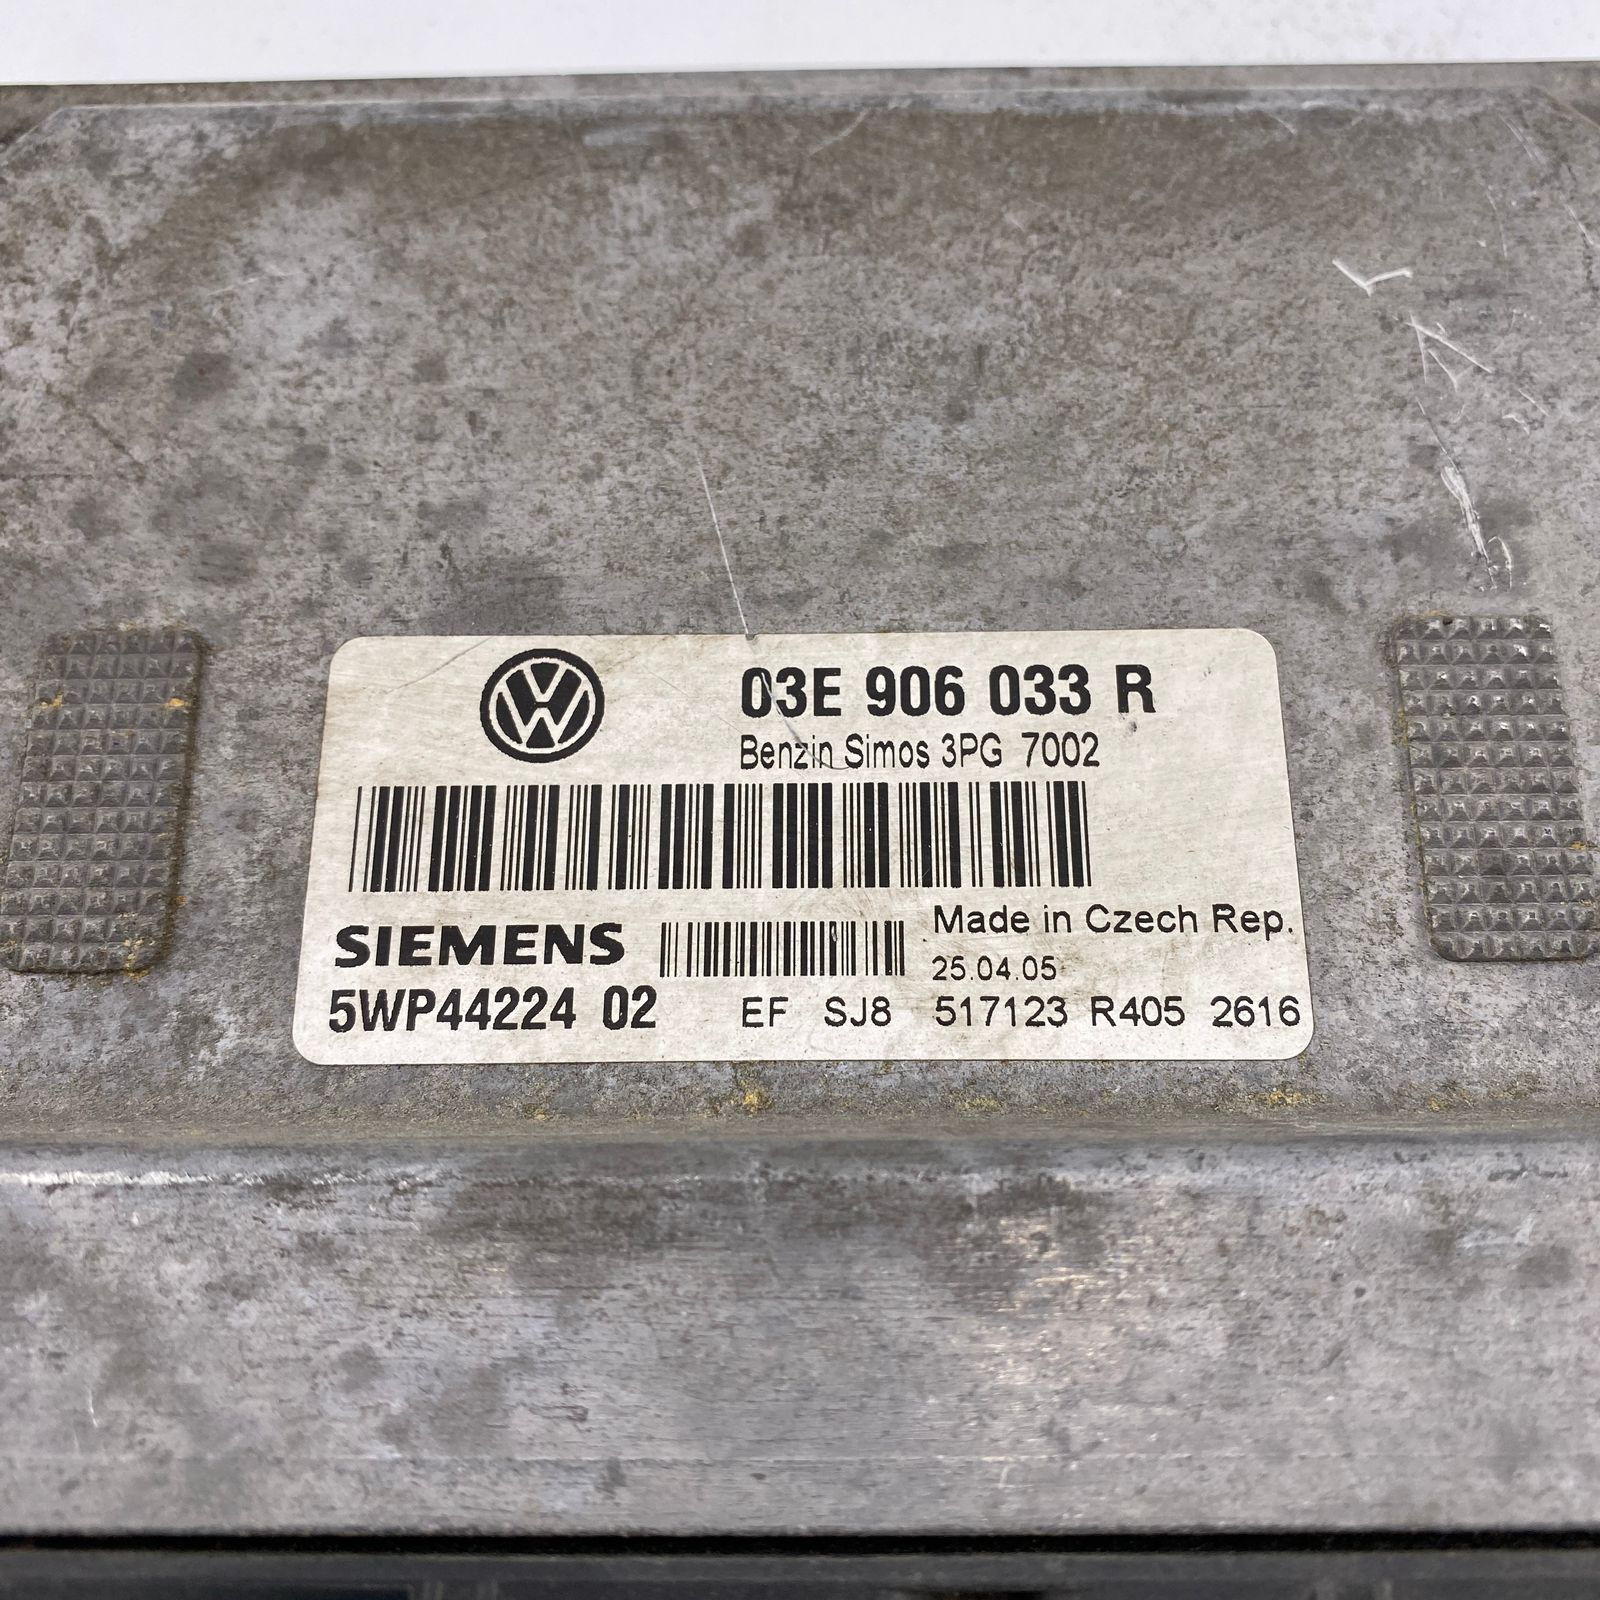 03E 906 033 R
Benzin Simos 3PG 7002
SIEMENS
Made in Czech Rep.
25.04.05
5WP44224 02
EF SJ8 517123 R405 2616